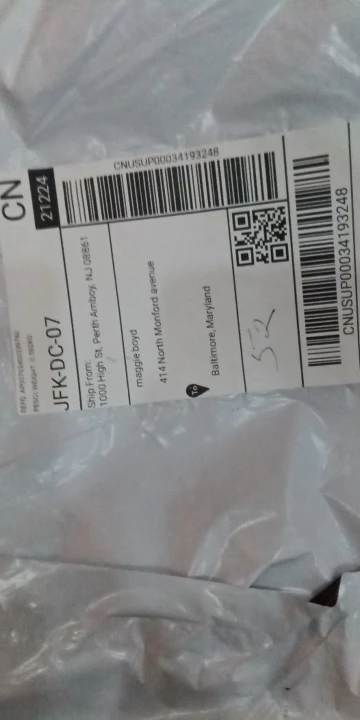 CN
21224
JFK-DC-07
CNUSUP00034193248
Ship From:
1000 High St, Perth Amboy, NJ 08861
maggie boyd
414 North Monford avenue
To
Baltimore, Maryland
52
CNUSUP00034193248